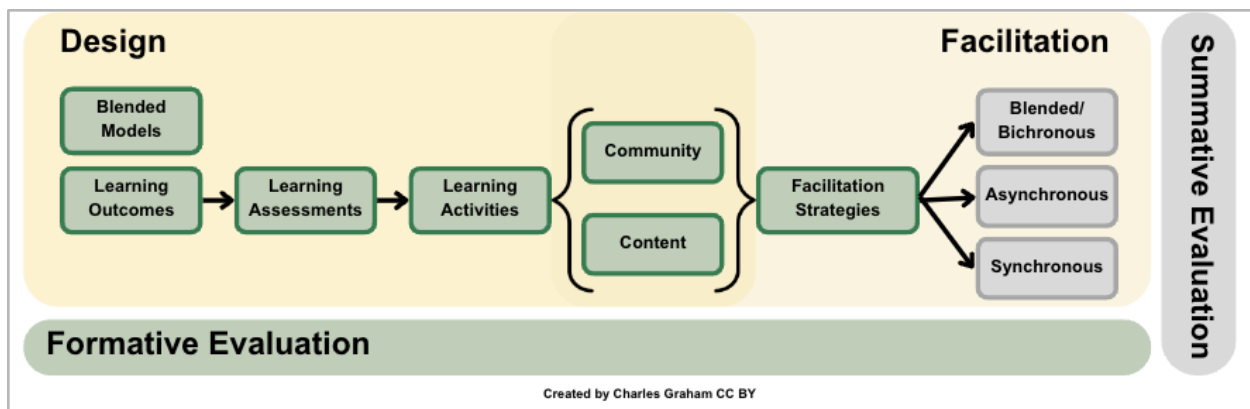 Design
Facilitation
Blended
Models
Learning
Outcomes
Learning
Assessments
Learning
Activities
Community
Content
Facilitation
Strategies
Blended/
Bichronous
Asynchronous
Synchronous
Summative Evaluation
Formative Evaluation
Created by Charles Graham CC BY